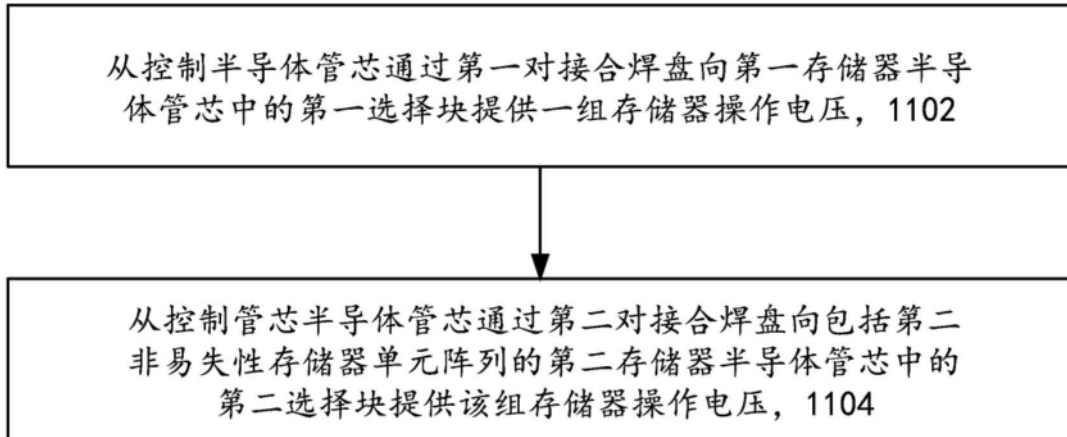 从控制半导体管芯通过第一对接合焊盘向第一存储器半导
体管芯中的第一选择块提供一组存储器操作电压，1102
从控制管芯半导体管芯通过第二对接合焊盘向包括第二
非易失性存储器单元阵列的第二存储器半导体管芯中的
第二选择块提供该组存储器操作电压，1104